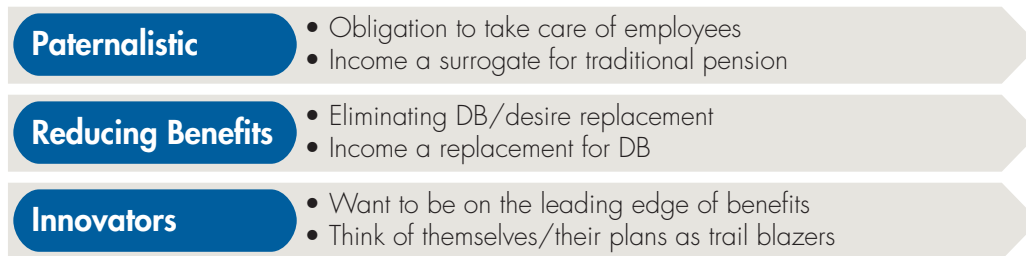 Paternalistic
• Obligation to take care of employees
• Income a surrogate for traditional pension
Reducing Benefits
• Eliminating DB/desire replacement
• Income a replacement for DB
Innovators
• Want to be on the leading edge of benefits
• Think of themselves/their plans as trail blazers